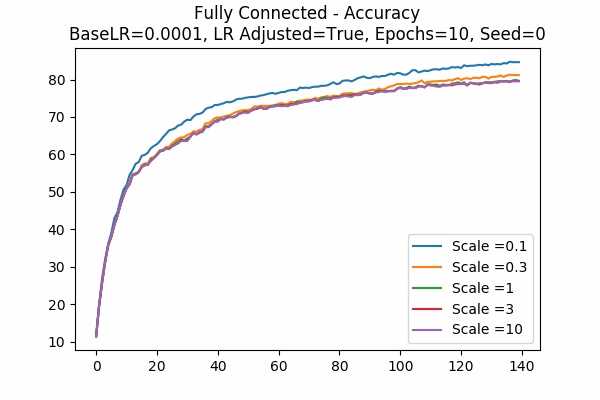 Fully Connected - Accuracy
BaseLR=0.0001, LR Adjusted=True, Epochs=10, Seed=0
80
70
60
50
40
30
20
10
Scale =0.1
Scale =0.3
Scale =1
Scale =3
Scale =10
0 20 40 60 80 100 120 140